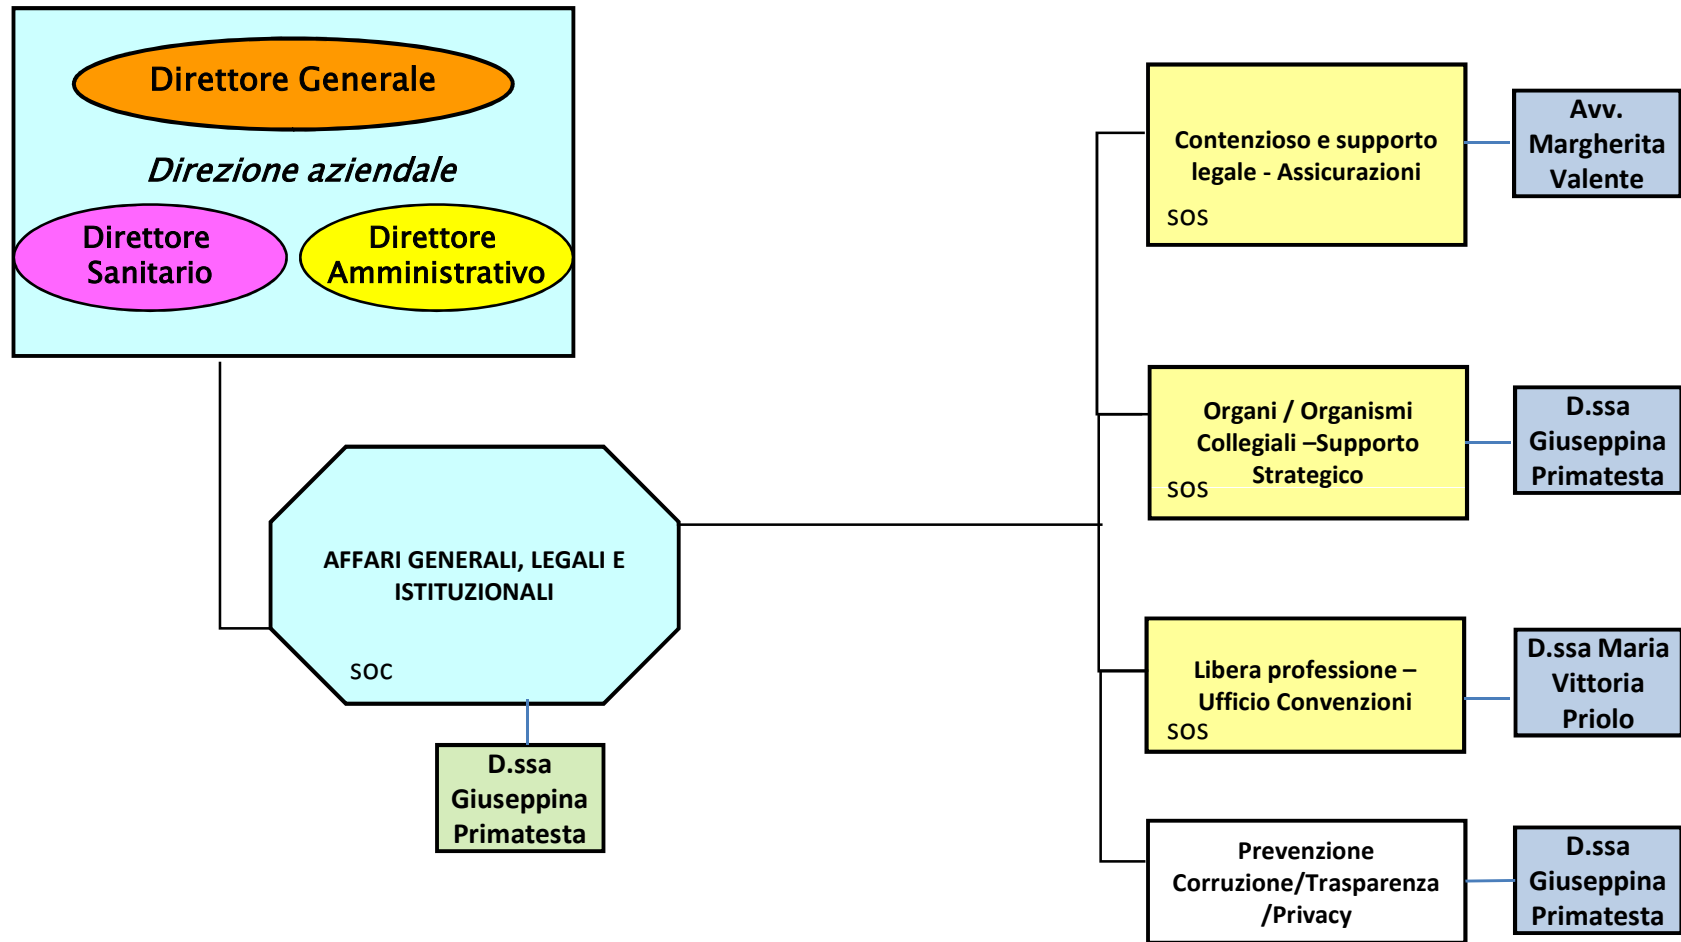 Direttore Generale
Direzione aziendale
Direttore
Sanitario
Direttore
Amministrativo
AFFARI GENERALI, LEGALI E
ISTITUZIONALI
SOC
D.ssa
Giuseppina
Primatesta
Contenzioso e supporto
legale - Assicurazioni
SOS
Avv.
Margherita
Valente
Organi / Organismi
Collegiali –Supporto
Strategico
SOS
D.ssa
Giuseppina
Primatesta
Libera professione –
Ufficio Convenzioni
SOS
D.ssa Maria
Vittoria
Priolo
Prevenzione
Corruzione/Trasparenza
/Privacy
D.ssa
Giuseppina
Primatesta